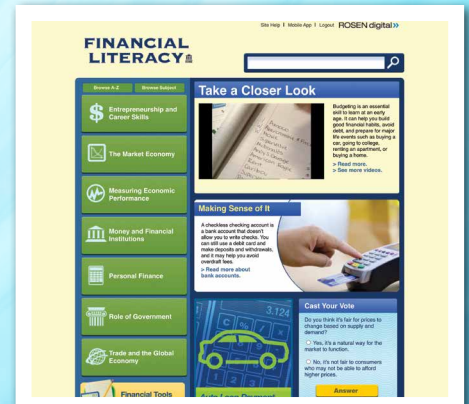 Site Help | Mobile App | Logout ROSEN digital»
FINANCIAL
LITERACY
Browse A-Z Browse Subject
Entrepreneurship and
Career Skills
The Market Economy
Measuring Economic
Performance
Money and Financial
Institutions
Personal Finance
Role of Government
Trade and the Global
Economy
Financial Tools
Take a Closer Look
Budgeting is an essential
skill to learn at an early
age. It can help you build
good financial habits, avoid
debt, and prepare for major
life events such as buying a
car, going to college,
renting an apartment, or
buying a home.
> Read more.
> See more videos.
Making Sense of It
A checkless checking account is
a bank account that doesn't
allow you to write checks. You
can still use a debit card and
make deposits and withdrawals,
and it may help you avoid
overdraft fees.
> Read more about
bank accounts.
3.124
C % /
Auto Loan Payment
Cast Your Vote
Do you think it's fair for prices to
change based on supply and
demand?
Yes, it's a natural way for the
market to function.
No, it's not fair to consumers
who may not be able to afford
higher prices.
Answer